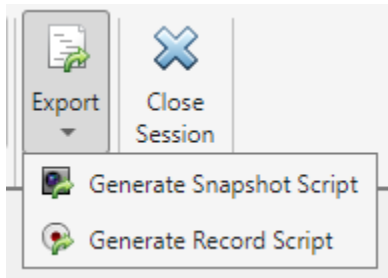 Export
Close
Session
Generate Snapshot Script
Generate Record Script